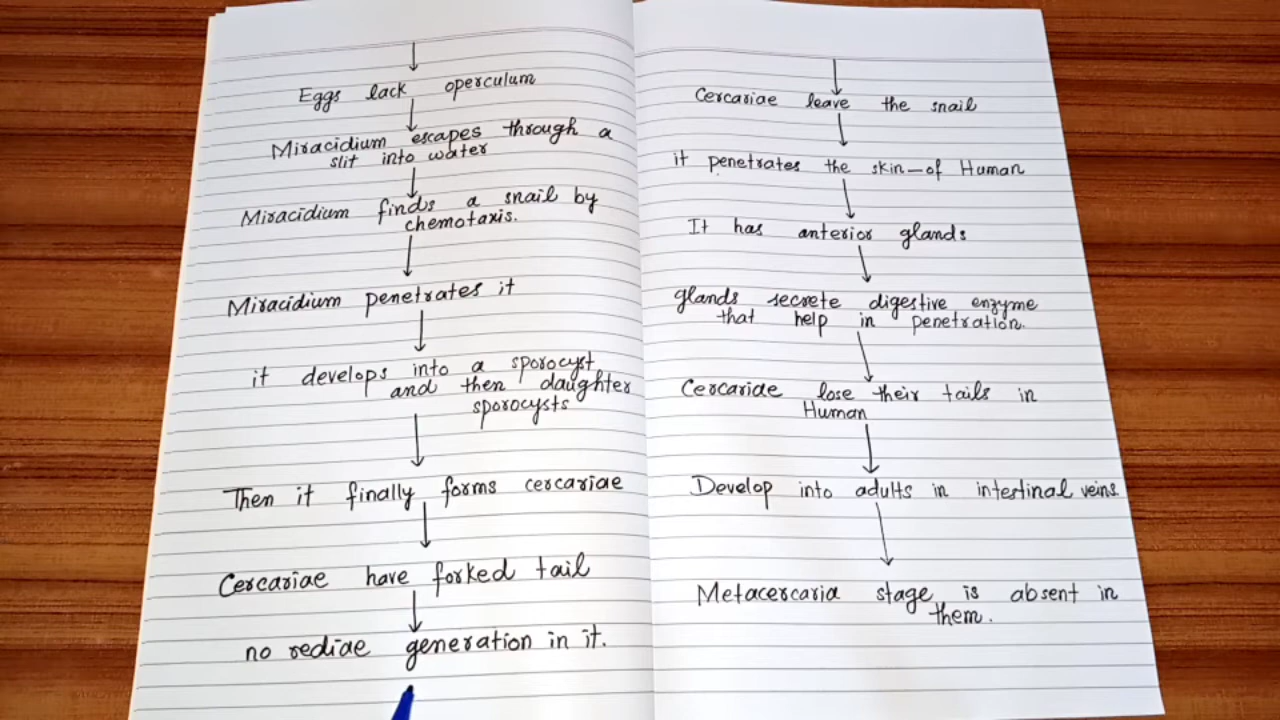 Eggs lack operculum
Miracidium escapes through a
slit into water
Miracidium finds a snail by
chemotaxis.
Miracidium penetrates it
it develops into a sporocyst
and then daughter
sporocysts
Then it finally forms cercariae
Cercariae have forked tail
no rediae generation in it.
Cercariae leave the snail
it penetrates the skin-of Human
It has anterior glands
glands secrete digestive enzyme
that help in penetration.
Cercariae lose their tails in
Human
Develop into adults in intestinal veins
Metacercaria stage is absent in
them.